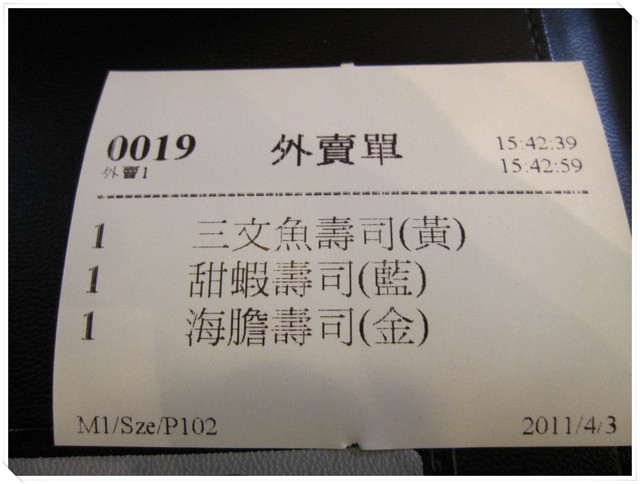 0019 外賣單 15:42:39
外賣1 15:42:59
1 三文魚壽司(黃)
1 甜蝦壽司(藍)
1 海膽壽司(金)
M1/Sze/P102 2011/4/3